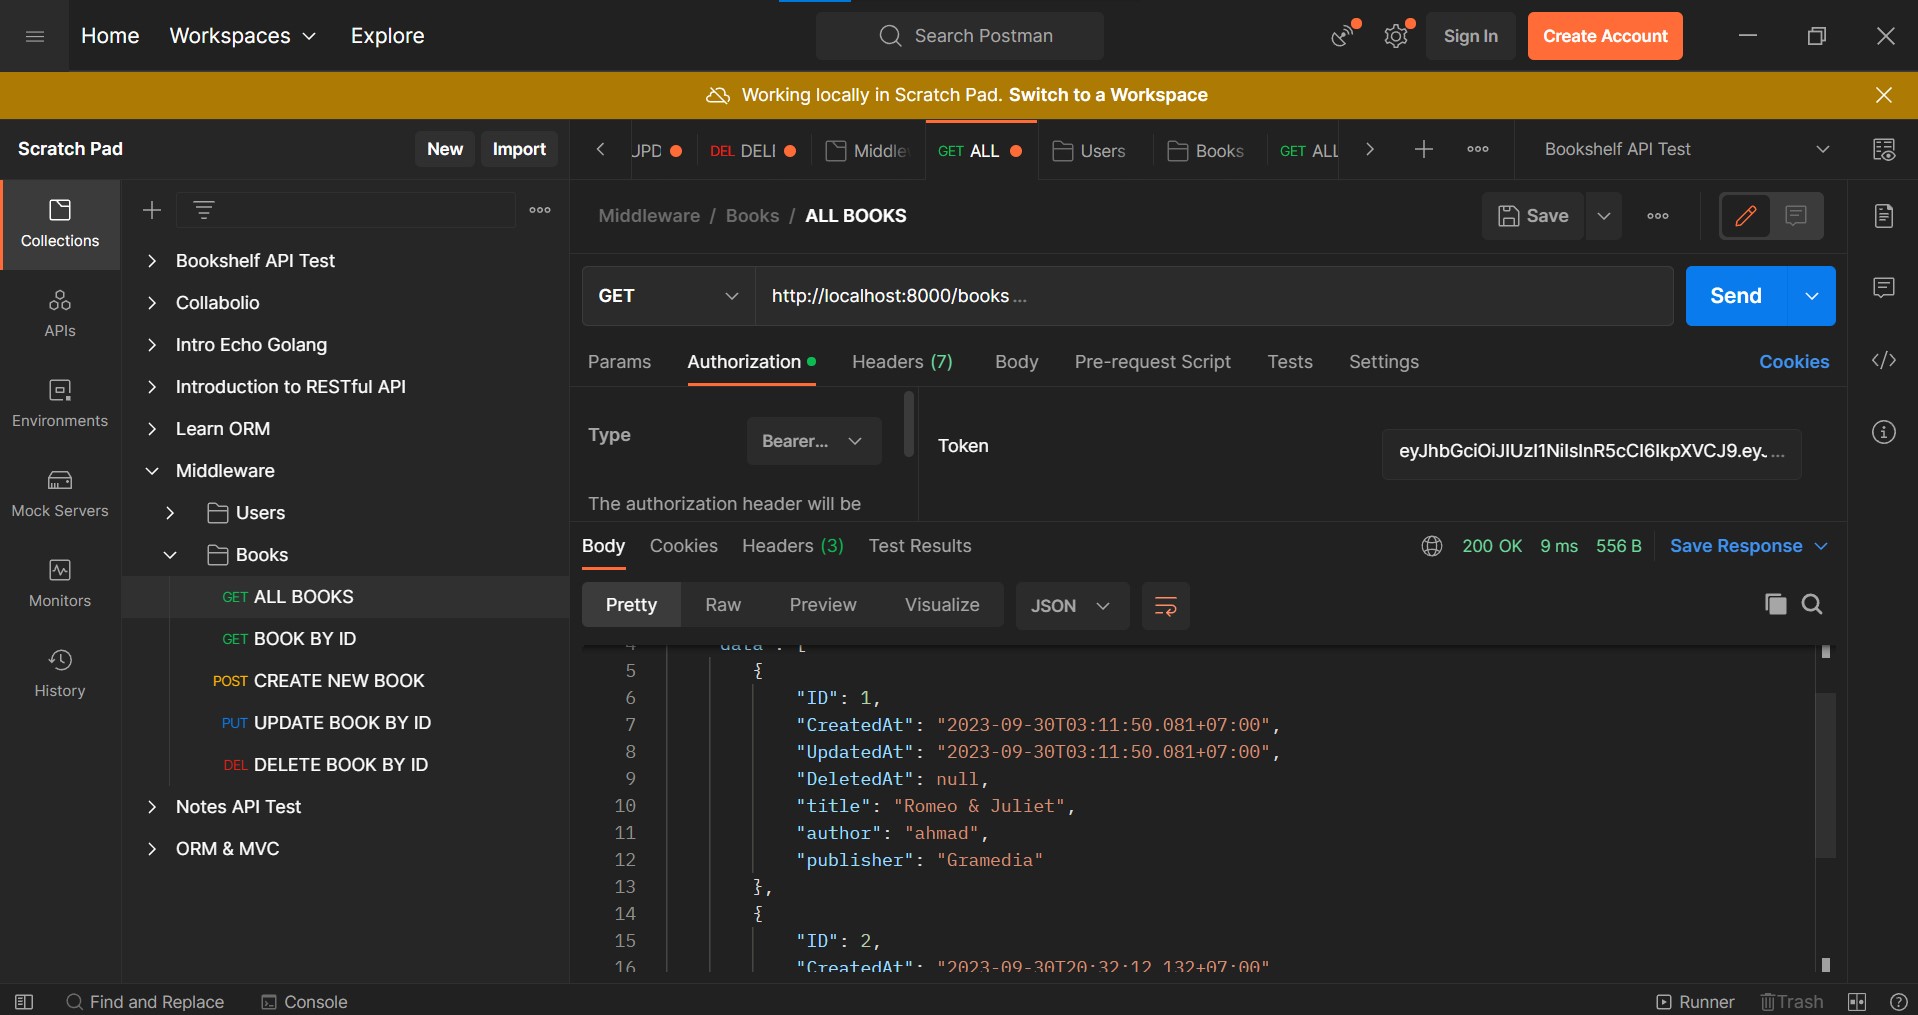 Home Workspaces Explore Search Postman Sign In Create Account
Working locally in Scratch Pad. Switch to a Workspace
Scratch Pad New Import
UPD DEL DELI Middle GET ALL Users Books GET ALL Bookshelf API Test
Collections
APIs
Environments
Mock Servers
Monitors
History
Bookshelf API Test
Collabolio
Intro Echo Golang
Introduction to RESTful API
Learn ORM
Middleware
Users
Books
GET ALL BOOKS
GET BOOK BY ID
POST CREATE NEW BOOK
PUT UPDATE BOOK BY ID
DEL DELETE BOOK BY ID
Notes API Test
ORM & MVC
Middleware / Books / ALL BOOKS Save
GET http://localhost:8000/books ... Send
Params Authorization Headers (7) Body Pre-request Script Tests Settings Cookies
Type Bearer... Token eyJhbGciOiJIUzI1NiIsInR5cCI6IkpXVCJ9.ey...
The authorization header will be
Body Cookies Headers (3) Test Results 200 OK 9 ms 556 B Save Response
Pretty Raw Preview Visualize JSON
4 "data": [
5 {
6 "ID": 1,
7 "CreatedAt": "2023-09-30T03:11:50.081+07:00",
8 "UpdatedAt": "2023-09-30T03:11:50.081+07:00",
9 "DeletedAt": null,
10 "title": "Romeo & Juliet",
11 "author": "ahmad",
12 "publisher": "Gramedia"
13 },
14 {
15 "ID": 2,
16 "CreatedAt": "2023-09-30T20:32:12.132+07:00"
Find and Replace Console Runner Trash